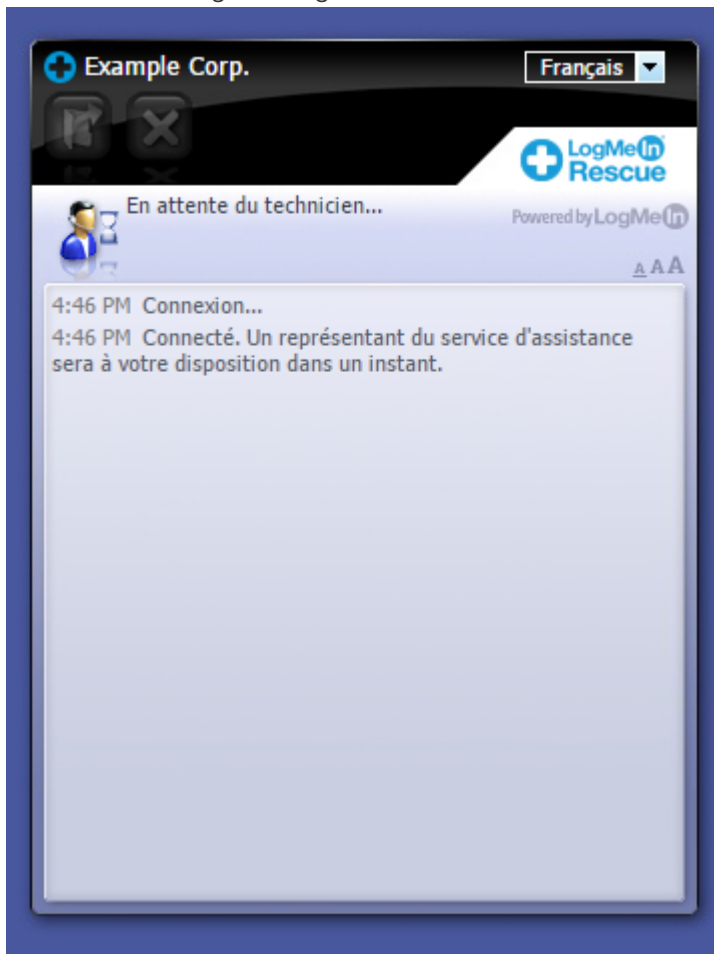 Example Corp.
Français
LogMeIn
Rescue
En attente du technicien...
Powered by LogMeIn
A A A
4:46 PM Connexion...
4:46 PM Connecté. Un représentant du service d'assistance
sera à votre disposition dans un instant.